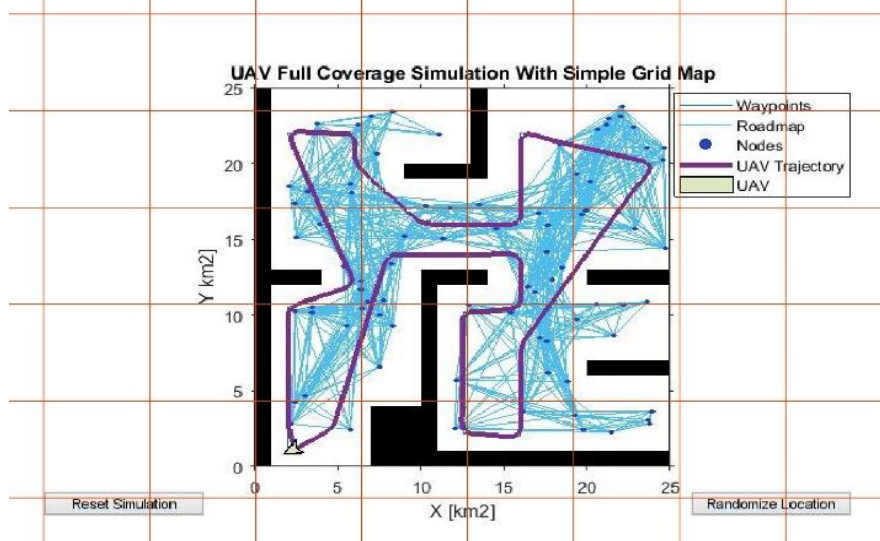 UAV Full Coverage Simulation With Simple Grid Map
25
20
15
10
5
0
Y km2]
0 5 10 15 20 25
X [km2]
Waypoints
Roadmap
Nodes
UAV Trajectory
UAV
Reset Simulation
Randomize Location